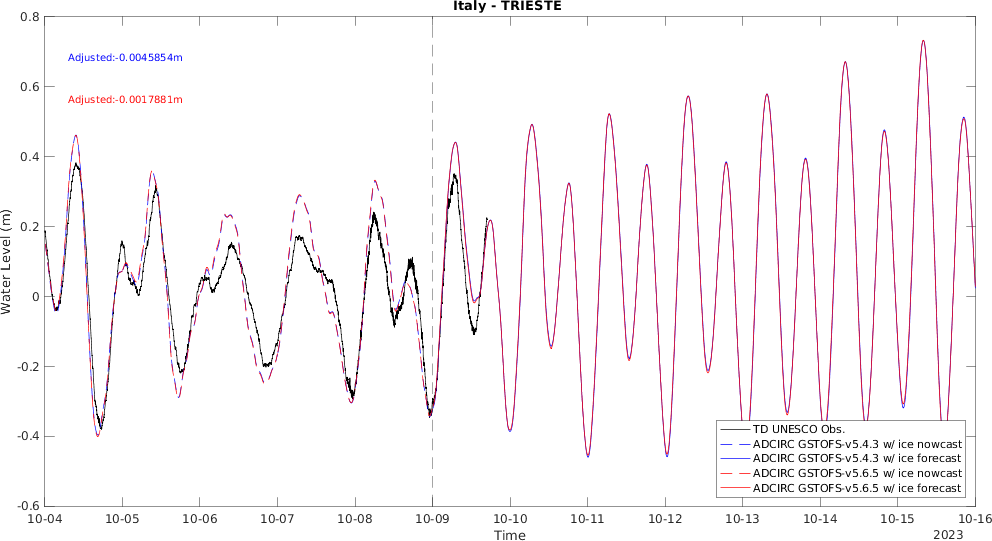 Italy - TRIESTE
Adjusted:-0.0045854m
Adjusted:-0.0017881m
Water Level (m)
0.8
0.6
0.4
0.2
0
-0.2
-0.4
-0.6
TD UNESCO Obs.
ADCIRC GSTOFS-v5.4.3 w/ ice nowcast
ADCIRC GSTOFS-v5.4.3 w/ ice forecast
ADCIRC GSTOFS-v5.6.5 w/ ice nowcast
ADCIRC GSTOFS-v5.6.5 w/ ice forecast
10-04 10-05 10-06 10-07 10-08 10-09 10-10 10-11 10-12 10-13 10-14 10-15 10-16
Time
2023